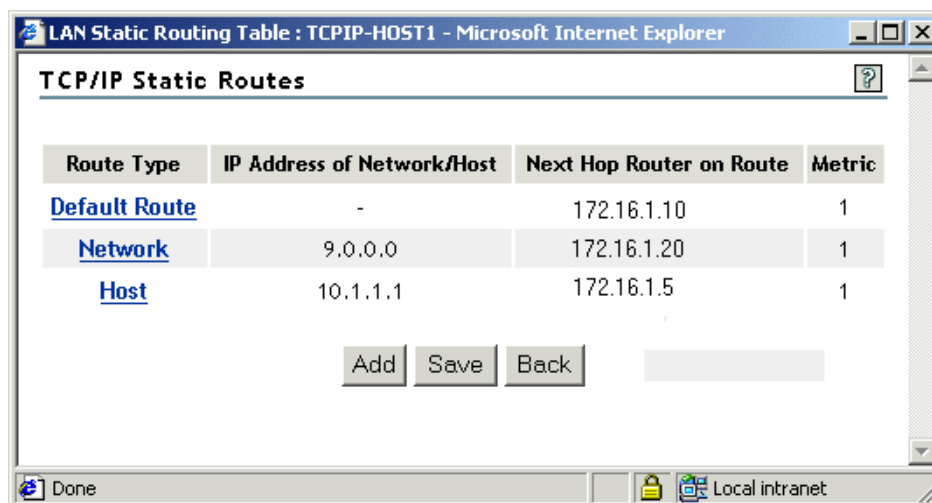 LAN Static Routing Table : TCPIP-HOST1 - Microsoft Internet Explorer
TCP/IP Static Routes
?
Route Type IP Address of Network/Host Next Hop Router on Route Metric
Default Route - 172.16.1.10 1
Network 9.0.0.0 172.16.1.20 1
Host 10.1.1.1 172.16.1.5 1
Add Save Back
Done Local intranet